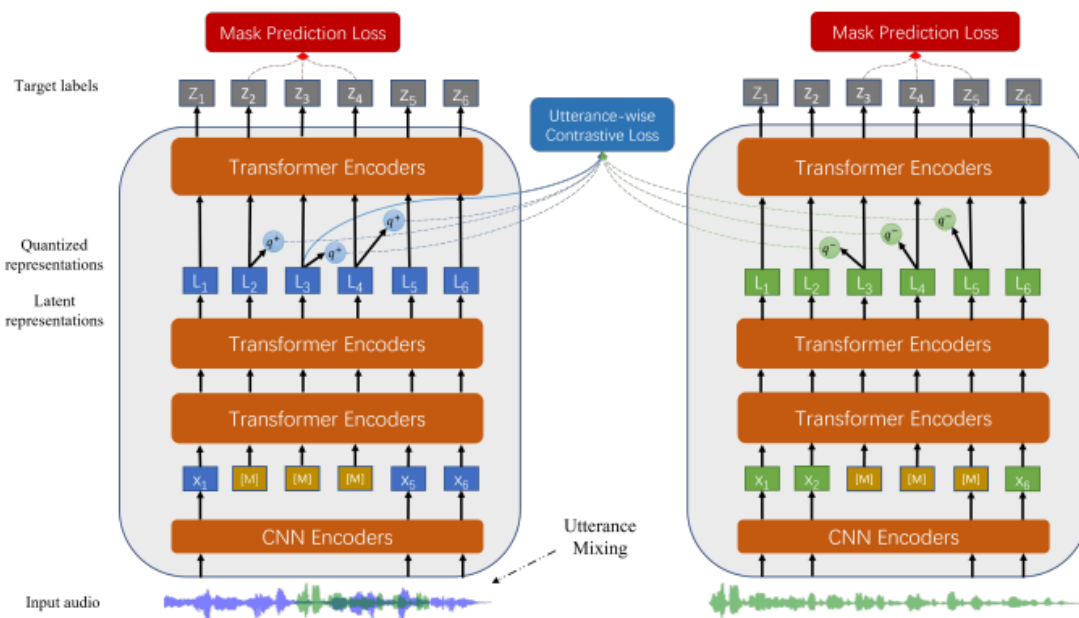 Mask Prediction Loss
Mask Prediction Loss
Target labels
Z1 Z2 Z3 Z4 Z5 Z6
Z1 Z2 Z3 Z4 Z5 Z6
Utterance-wise
Contrastive Loss
Transformer Encoders
Transformer Encoders
q+ q+ q+
q− q− q−
Quantized
representations
Latent
representations
L1 L2 L3 L4 L5 L6
L1 L2 L3 L4 L5 L6
Transformer Encoders
Transformer Encoders
Transformer Encoders
Transformer Encoders
X1 [M] [M] [M] X5 X6
X1 X2 [M] [M] [M] X6
CNN Encoders
CNN Encoders
Utterance
Mixing
Input audio